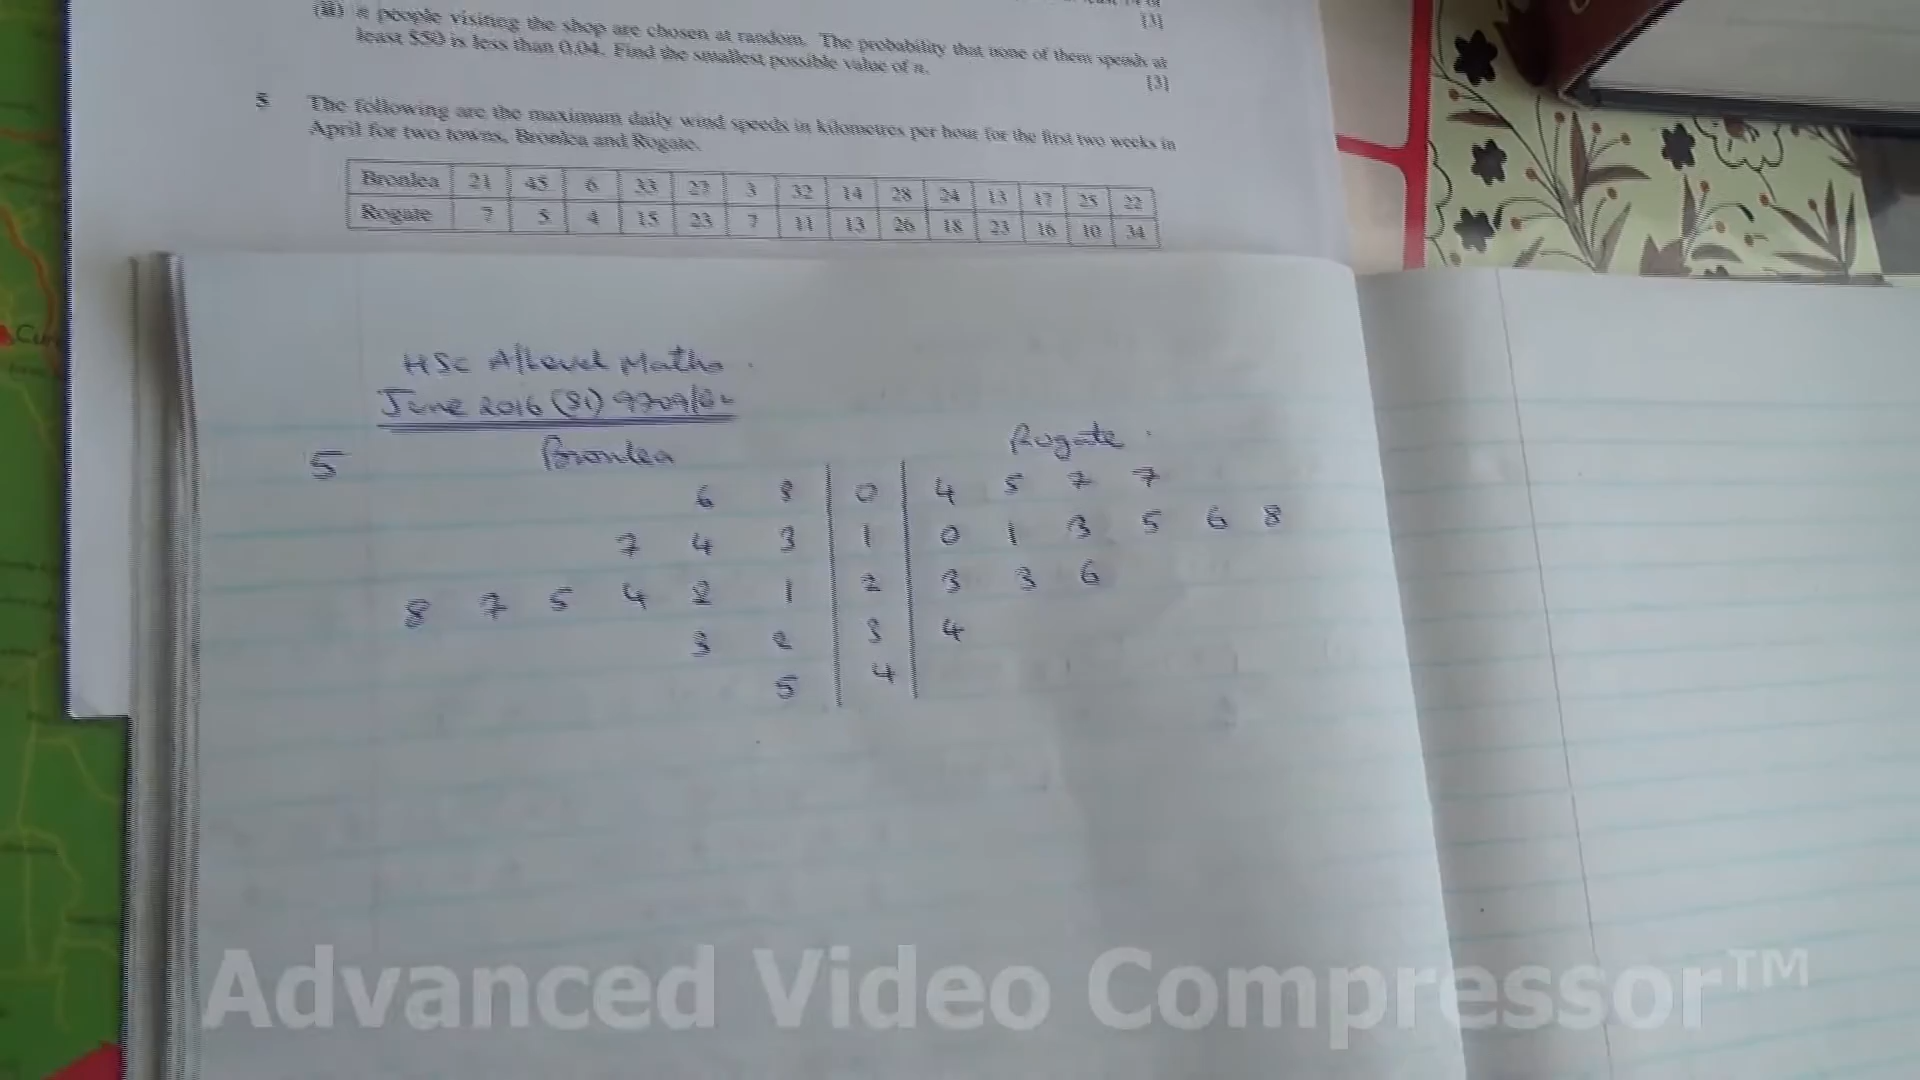 (ii) n people visiting the shop are chosen at random. The probability that none of them spends at
least $50 is less than 0.04. Find the smallest possible value of n.
[3]
[3]
5 The following are the maximum daily wind speeds in kilometres per hour for the first two weeks in
April for two towns, Bronlea and Rogate.
Bronlea 21 45 6 33 27 3 32 14 28 24 13 17 25 22
Rogate 7 5 4 15 23 7 11 13 26 18 23 16 10 34
HSC A/Level Maths
June 2016 (S1) 9709/62
5 Bronlea Rogate
6 3 0 4 5 7 7
7 4 3 1 0 1 3 5 6 8
8 7 5 4 2 1 2 3 3 6
3 2 3 4
5 4
Advanced Video Compressor™